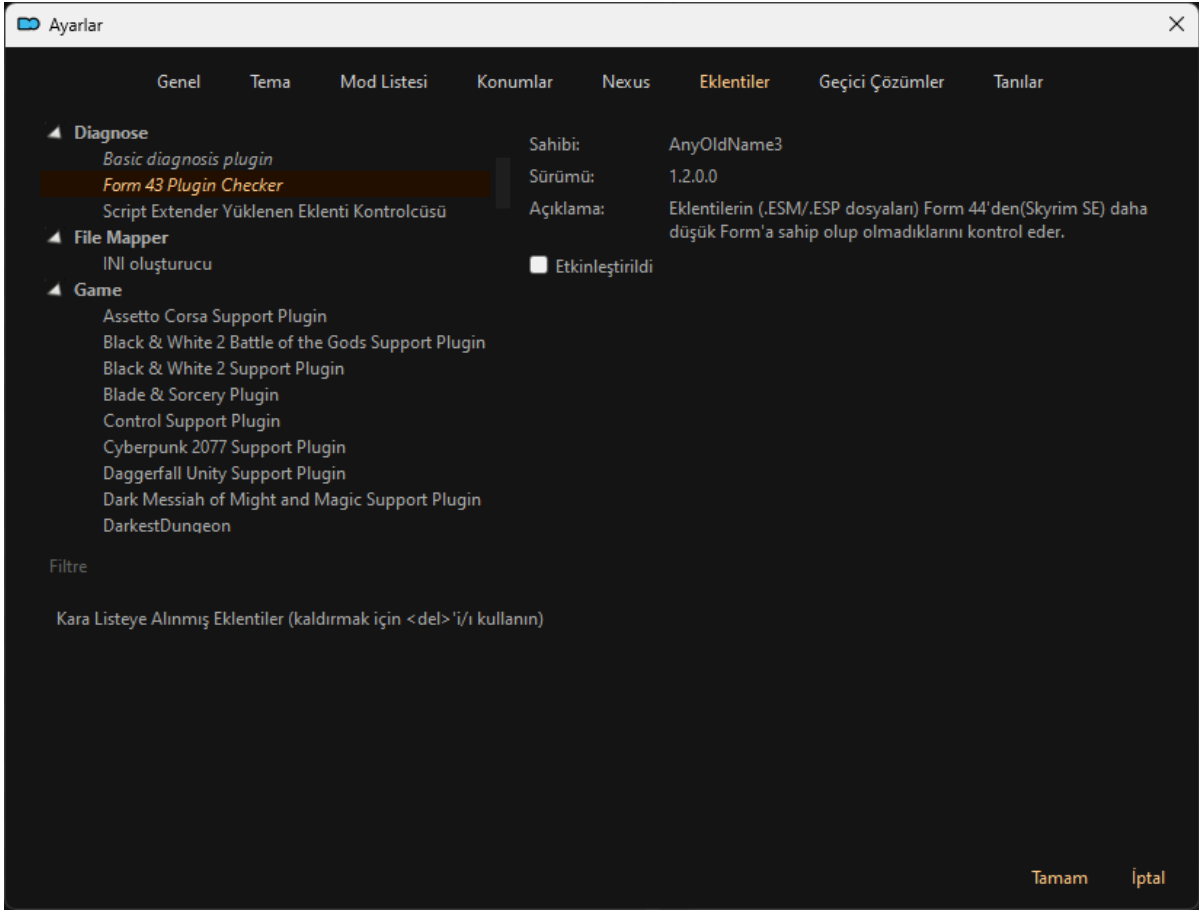 Ayarlar
Genel Tema Mod Listesi Konumlar Nexus Eklentiler Geçici Çözümler Tanılar
Diagnose
Basic diagnosis plugin
Form 43 Plugin Checker
Script Extender Yüklenen Eklenti Kontrolcüsü
File Mapper
INI oluşturucu
Game
Assetto Corsa Support Plugin
Black & White 2 Battle of the Gods Support Plugin
Black & White 2 Support Plugin
Blade & Sorcery Plugin
Control Support Plugin
Cyberpunk 2077 Support Plugin
Daggerfall Unity Support Plugin
Dark Messiah of Might and Magic Support Plugin
DarkestDungeon
Sahibi: AnyOldName3
Sürümü: 1.2.0.0
Açıklama: Eklentilerin (.ESM/.ESP dosyaları) Form 44'den(Skyrim SE) daha
düşük Form'a sahip olup olmadıklarını kontrol eder.
Etkinleştirildi
Filtre
Kara Listeye Alınmış Eklentiler (kaldırmak için <del>'i/ı kullanın)
Tamam İptal